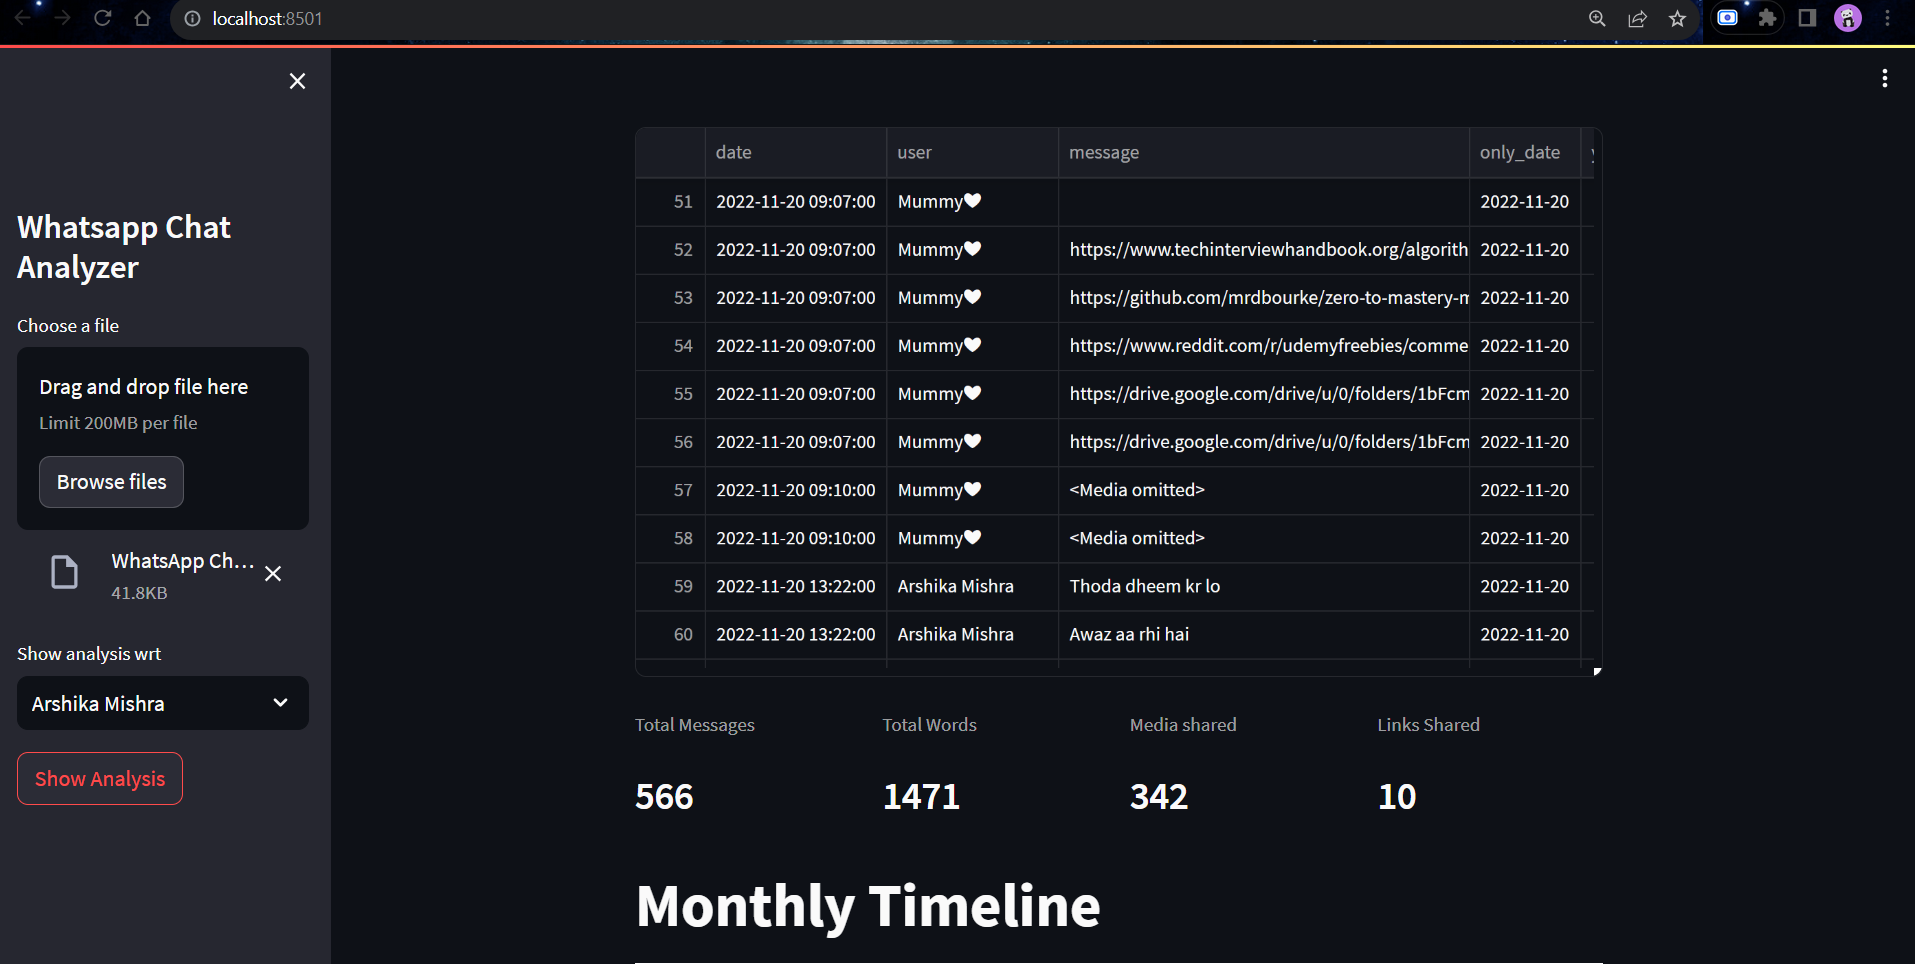 localhost:8501
Whatsapp Chat
Analyzer
Choose a file
Drag and drop file here
Limit 200MB per file
Browse files
WhatsApp Ch...
41.8KB
Show analysis wrt
Arshika Mishra
Show Analysis
date user message only_date
51 2022-11-20 09:07:00 Mummy🖤 2022-11-20
52 2022-11-20 09:07:00 Mummy🖤 https://www.techinterviewhandbook.org/algorith 2022-11-20
53 2022-11-20 09:07:00 Mummy🖤 https://github.com/mrdbourke/zero-to-mastery-m 2022-11-20
54 2022-11-20 09:07:00 Mummy🖤 https://www.reddit.com/r/udemyfreebies/comme 2022-11-20
55 2022-11-20 09:07:00 Mummy🖤 https://drive.google.com/drive/u/0/folders/1bFcm 2022-11-20
56 2022-11-20 09:07:00 Mummy🖤 https://drive.google.com/drive/u/0/folders/1bFcm 2022-11-20
57 2022-11-20 09:10:00 Mummy🖤 <Media omitted> 2022-11-20
58 2022-11-20 09:10:00 Mummy🖤 <Media omitted> 2022-11-20
59 2022-11-20 13:22:00 Arshika Mishra Thoda dheem kr lo 2022-11-20
60 2022-11-20 13:22:00 Arshika Mishra Awaz aa rhi hai 2022-11-20
Total Messages Total Words Media shared Links Shared
566 1471 342 10
Monthly Timeline